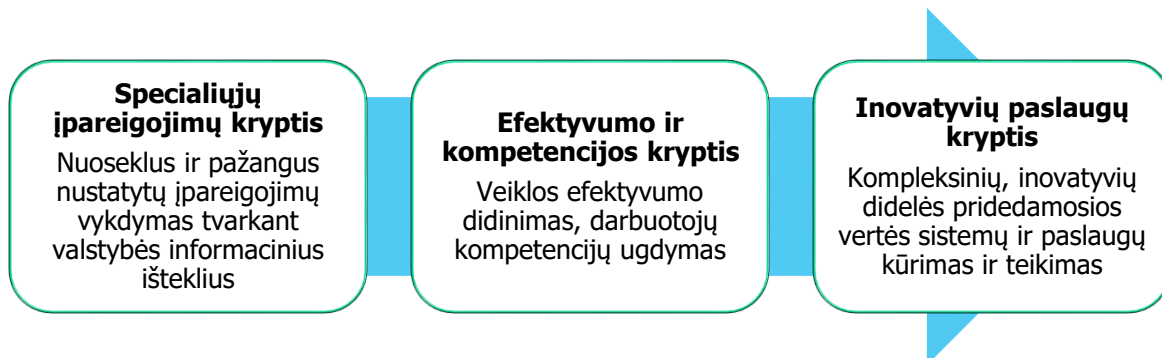 Specialiųjų
įpareigojimų kryptis
Nuoseklus ir pažangus
nustatytų įpareigojimų
vykdymas tvarkant
valstybės informacinius
išteklius
Efektyvumo ir
kompetencijos kryptis
Veiklos efektyvumo
didinimas, darbuotojų
kompetencijų ugdymas
Inovatyvių paslaugų
kryptis
Kompleksinių, inovatyvių
didelės pridedamosios
vertės sistemų ir paslaugų
kūrimas ir teikimas